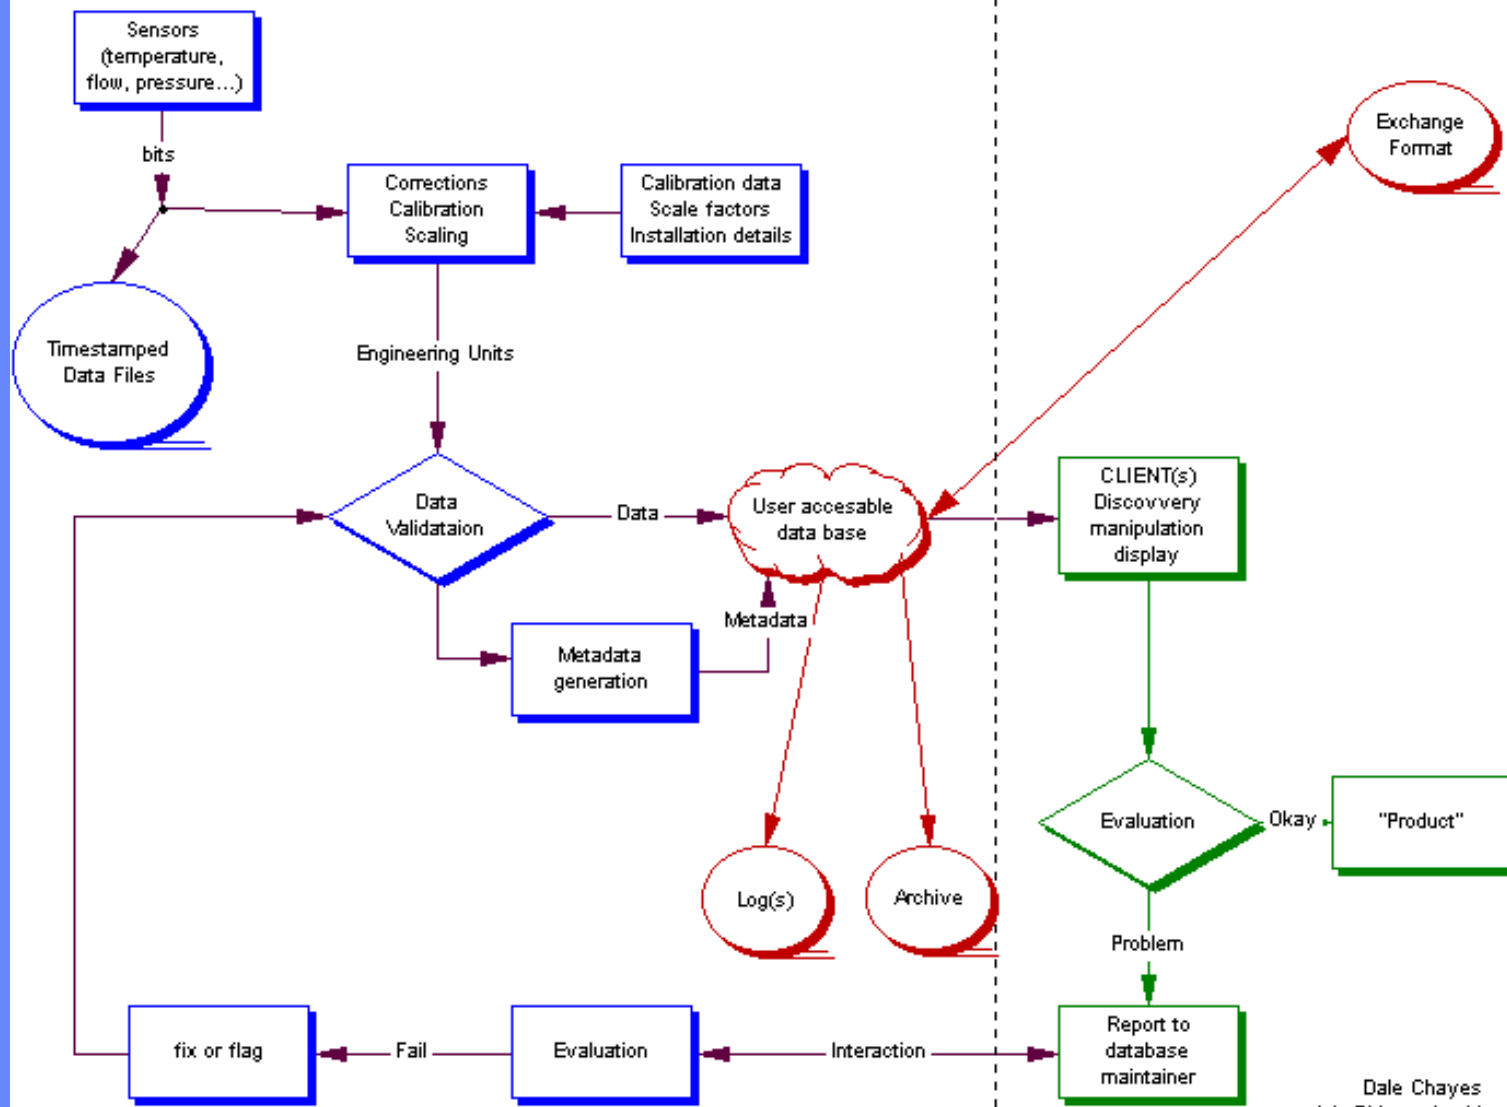 Sensors
(temperature,
flow, pressure...)
bits
Corrections
Calibration
Scaling
Calibration data
Scale factors
Installation details
Exchange
Format
Timestamped
Data Files
Engineering Units
Data
Validataion
Data
User accesable
data base
CLIENT(s)
Discovvery
manipulation
display
Metadata
Metadada
generation
Evaluation
Okay
"Product"
Log(s)
Archive
Problem
fix or flag
Fail
Evaluation
Interaction
Report to
database
maintainer
Dale Chayes